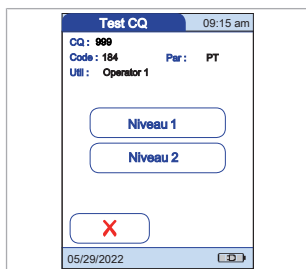 Test CQ 09:15 am
CQ : 999
Code : 184 Par : PT
Util : Operator 1
Niveau 1
Niveau 2
05/29/2022